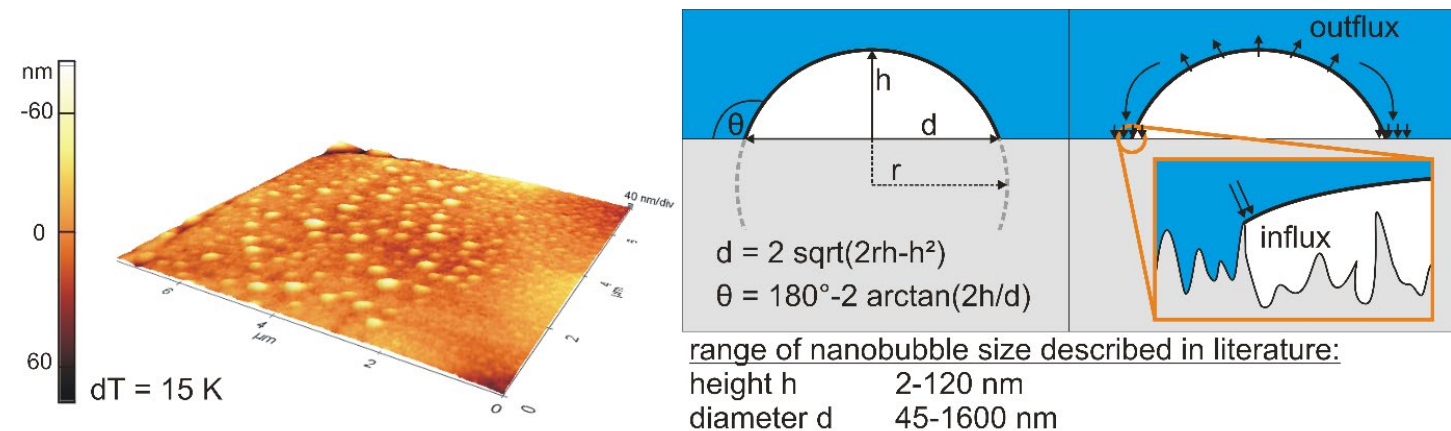 nm
-60
0
60
dT = 15 K
40 nm/div
6
4
μm
2
0
0
2
4
μm
outflux
h
θ
d
r
influx
d = 2 sqrt(2rh-h²)
θ = 180°-2 arctan(2h/d)
range of nanobubble size described in literature:
height h 2-120 nm
diameter d 45-1600 nm